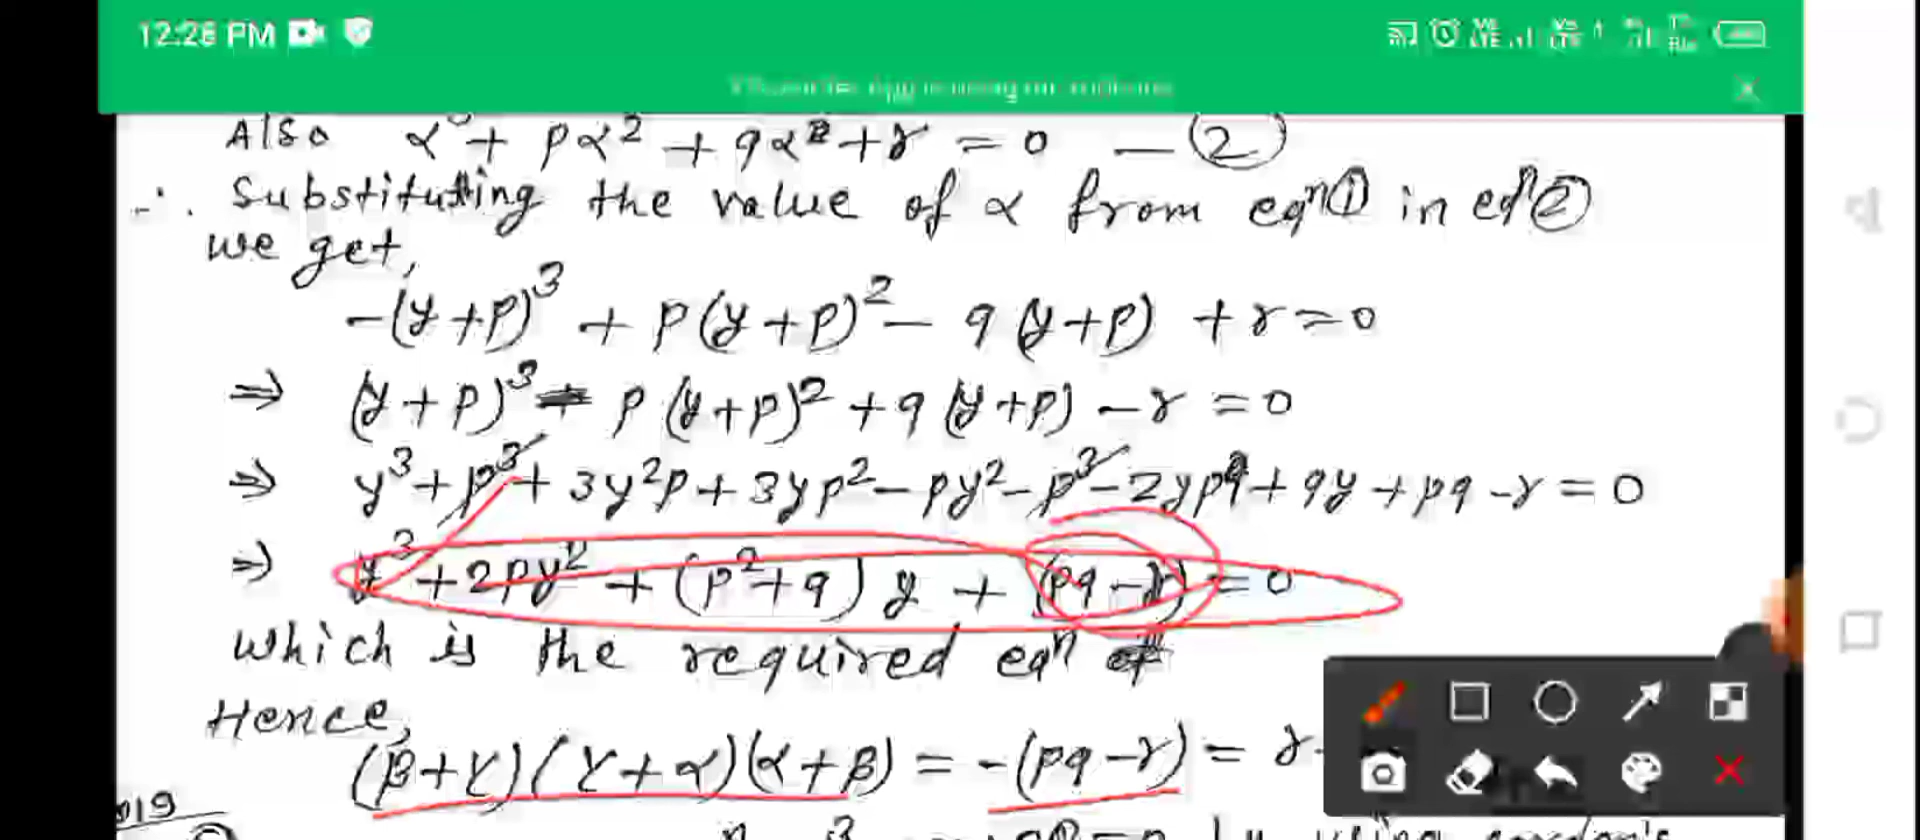 12:28 PM
Also α³ + pα² + qα + r = 0 — (2)
∴ Substituting the value of α from eqⁿ(1) in eqⁿ(2)
we get,
-(y+p)³ + p(y+p)² - q(y+p) + r = 0
⇒ (y+p)³ - p(y+p)² + q(y+p) - r = 0
⇒ y³ + p³ + 3y²p + 3yp² - py² - p³ - 2yp² + qy + pq - r = 0
⇒ y³ + 2py² + (p²+q)y + (pq-r) = 0
which is the required eqⁿ
Hence,
(β+γ)(γ+α)(α+β) = -(pq-r) = r-
019